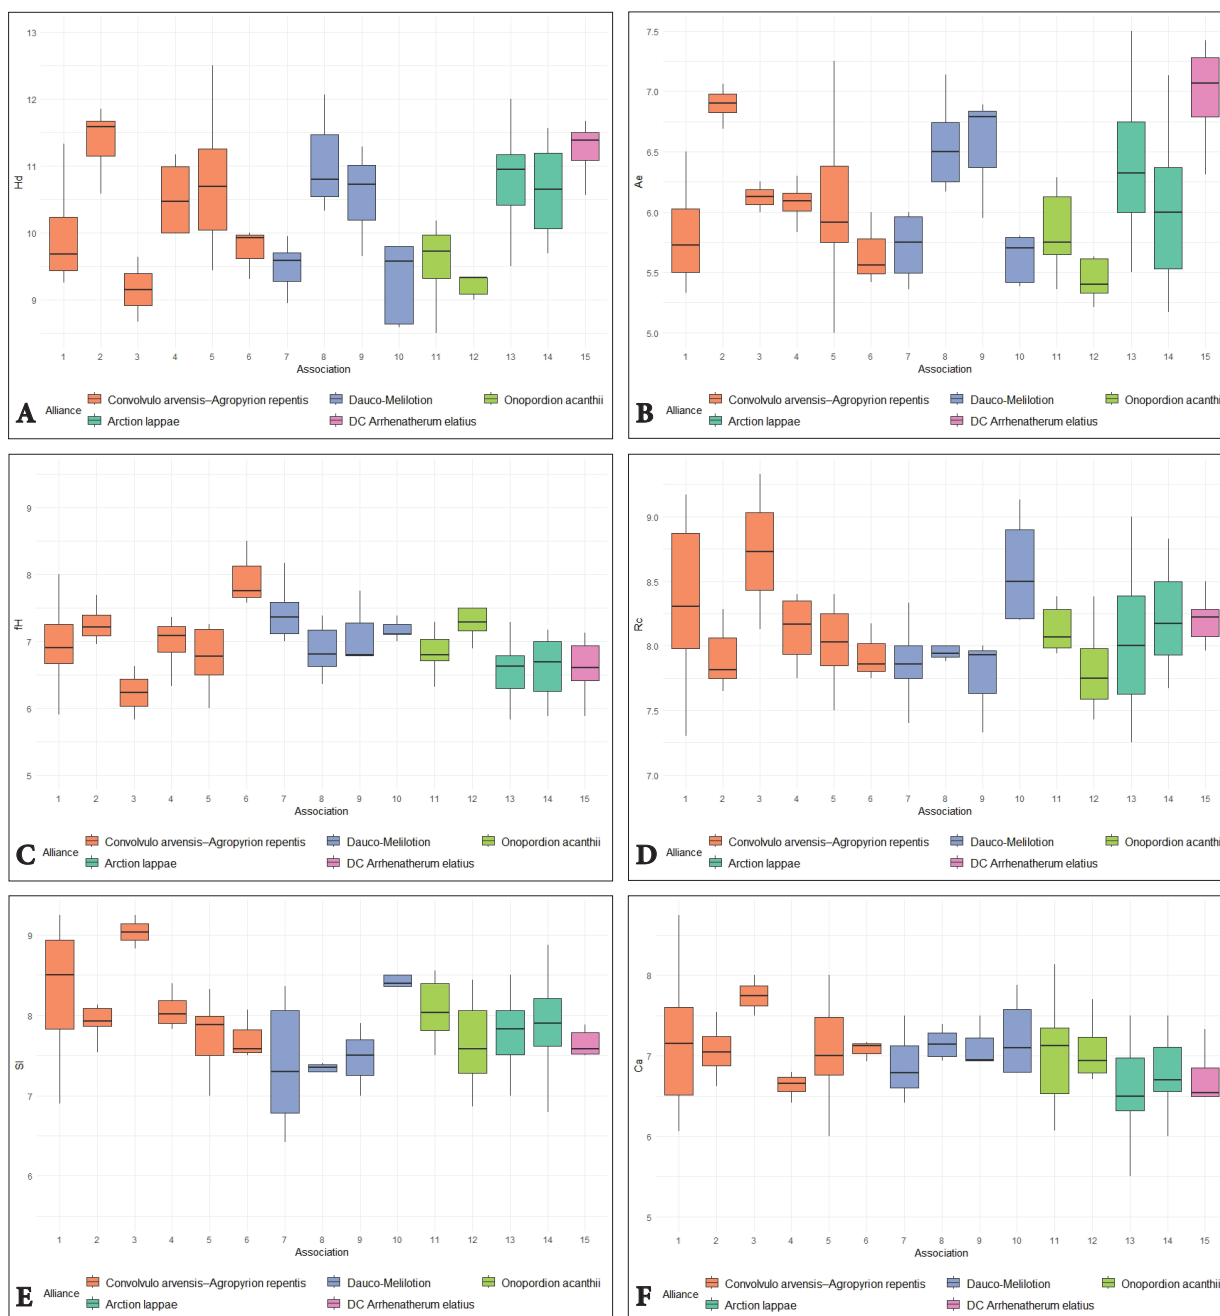 13
12
11
10
9
Hd
1 2 3 4 5 6 7 8 9 10 11 12 13 14 15
Association
A
Alliance
Convolvulo arvensis–Agropyrion repentis
Dauco-Melilotion
Onopordion acanthii
Arction lappae
DC Arrhenatherum elatius
7.5
7.0
6.5
6.0
5.5
5.0
Ae
1 2 3 4 5 6 7 8 9 10 11 12 13 14 15
Association
B
Alliance
Convolvulo arvensis–Agropyrion repentis
Dauco-Melilotion
Onopordion acanthii
Arction lappae
DC Arrhenatherum elatius
9
8
7
6
5
fH
1 2 3 4 5 6 7 8 9 10 11 12 13 14 15
Association
C
Alliance
Convolvulo arvensis–Agropyrion repentis
Dauco-Melilotion
Onopordion acanthii
Arction lappae
DC Arrhenatherum elatius
9.0
8.5
8.0
7.5
7.0
Rc
1 2 3 4 5 6 7 8 9 10 11 12 13 14 15
Association
D
Alliance
Convolvulo arvensis–Agropyrion repentis
Dauco-Melilotion
Onopordion acanthii
Arction lappae
DC Arrhenatherum elatius
9
8
7
6
Sl
1 2 3 4 5 6 7 8 9 10 11 12 13 14 15
Association
E
Alliance
Convolvulo arvensis–Agropyrion repentis
Dauco-Melilotion
Onopordion acanthii
Arction lappae
DC Arrhenatherum elatius
8
7
6
5
Ca
1 2 3 4 5 6 7 8 9 10 11 12 13 14 15
Association
F
Alliance
Convolvulo arvensis–Agropyrion repentis
Dauco-Melilotion
Onopordion acanthii
Arction lappae
DC Arrhenatherum elatius